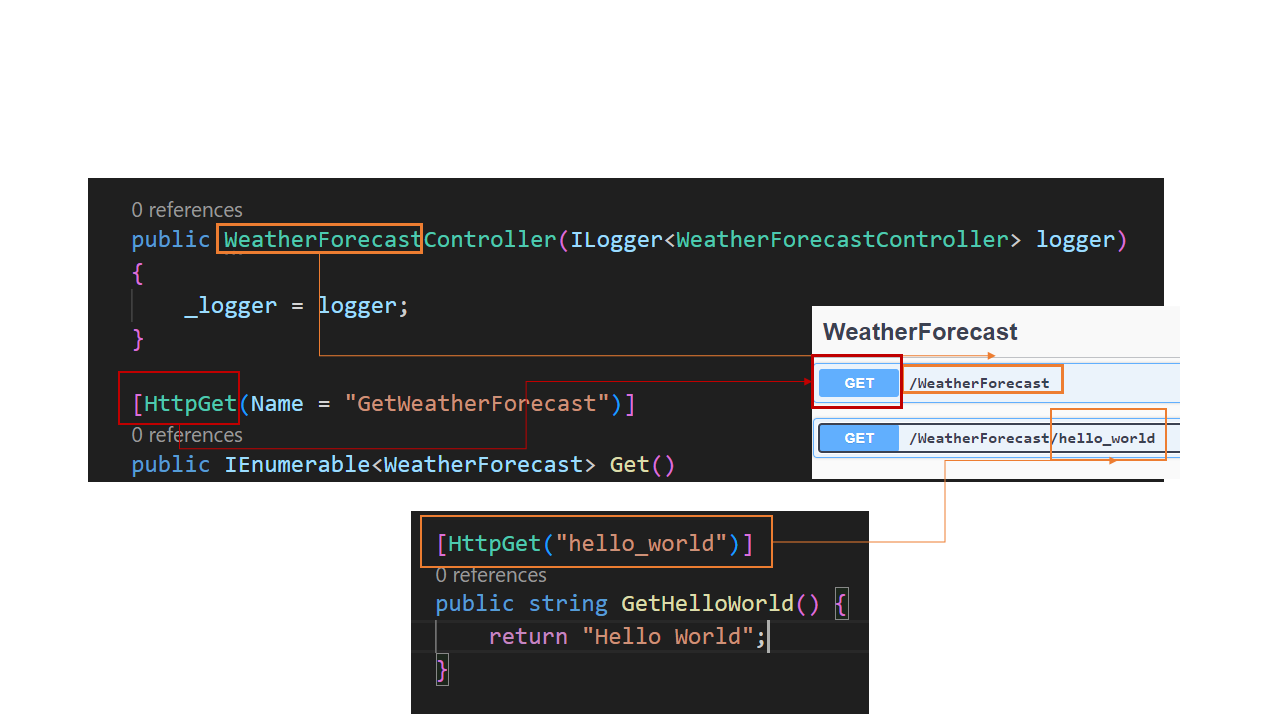 0 references
public WeatherForecastController(ILogger<WeatherForecastController> logger)
{
_logger = logger;
}
[HttpGet(Name = "GetWeatherForecast")]
0 references
public IEnumerable<WeatherForecast> Get()
WeatherForecast
GET /WeatherForecast
GET /WeatherForecast/hello_world
[HttpGet("hello_world")]
0 references
public string GetHelloWorld() {
return "Hello World";
}